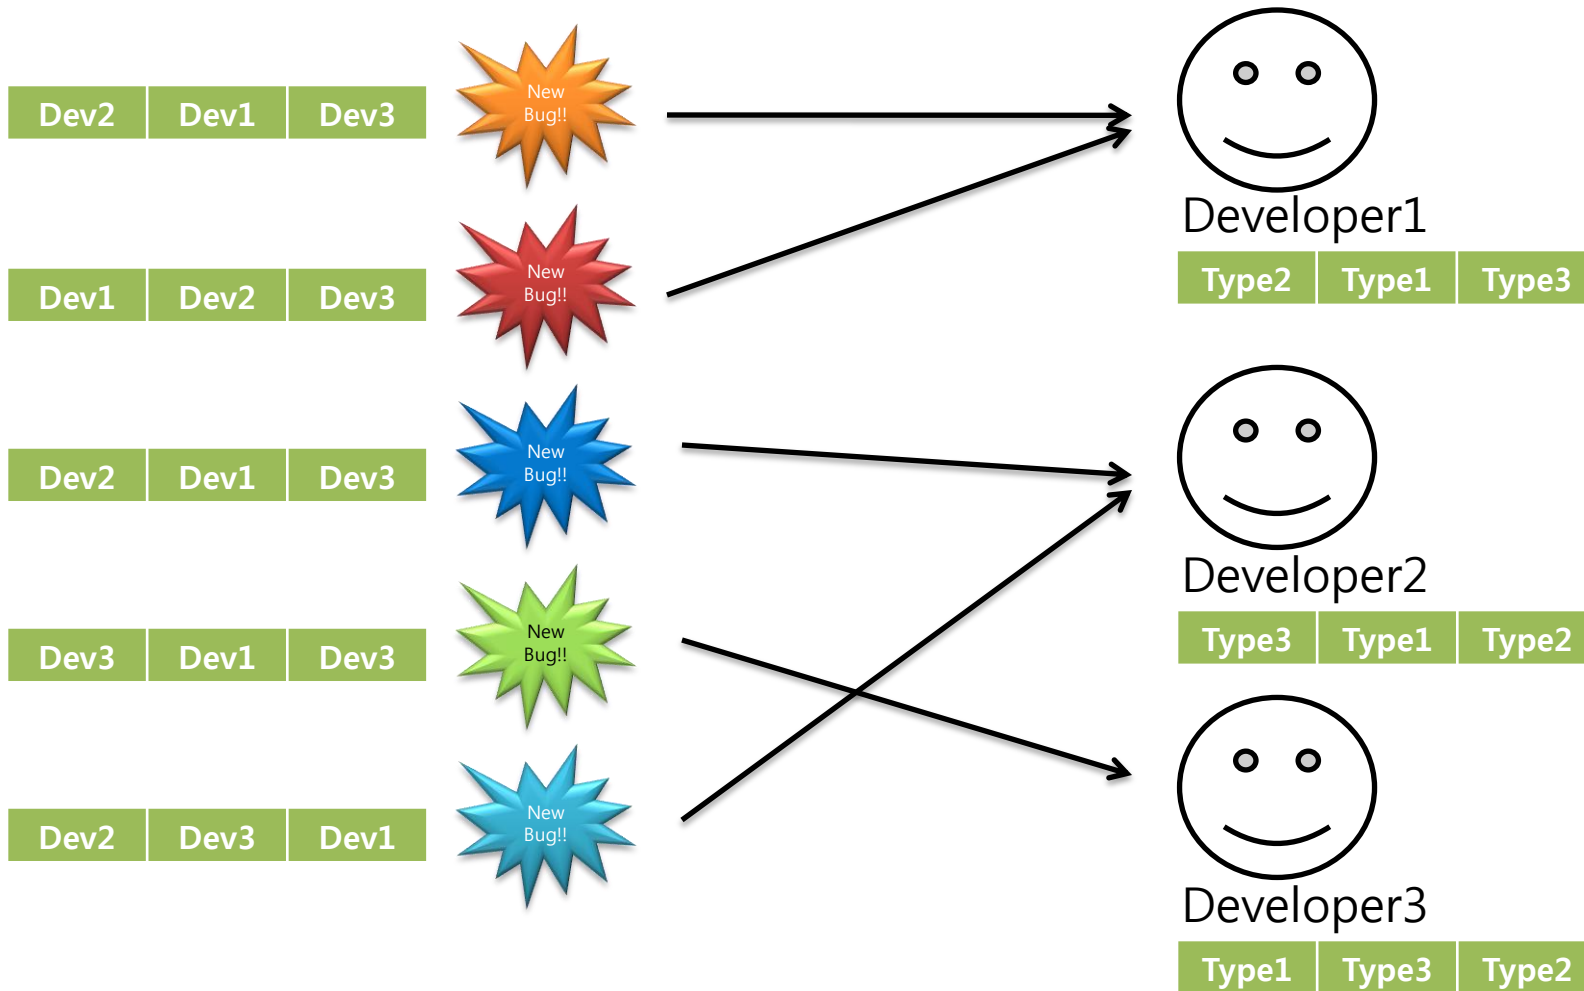 Dev2 Dev1 Dev3
New
Bug!!
Developer1
Type2 Type1 Type3
Dev1 Dev2 Dev3
New
Bug!!
Dev2 Dev1 Dev3
New
Bug!!
Developer2
Type3 Type1 Type2
Dev3 Dev1 Dev3
New
Bug!!
Dev2 Dev3 Dev1
New
Bug!!
Developer3
Type1 Type3 Type2